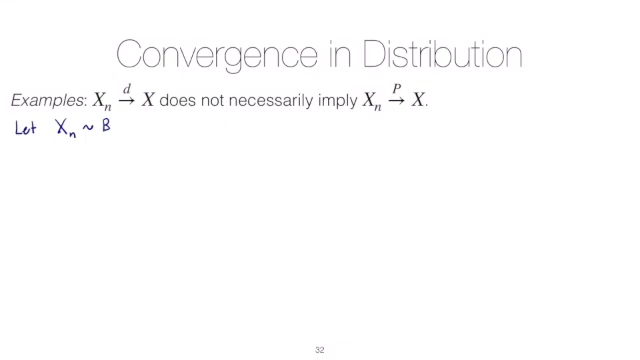 Convergence in Distribution
Examples: Xₙ →ᵈ X does not necessarily imply Xₙ →ᴾ X.
Let Xₙ ~ B
32